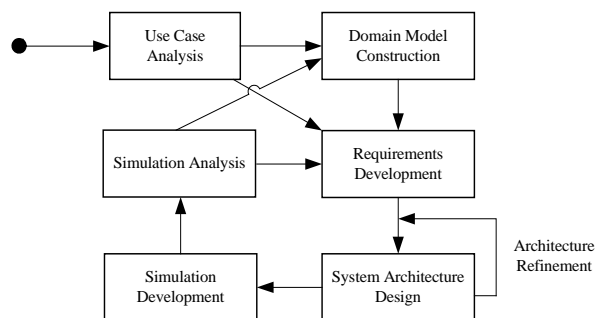 Use Case
Analysis
Domain Model
Construction
Simulation Analysis
Requirements
Development
Architecture
Refinement
Simulation
Development
System Architecture
Design